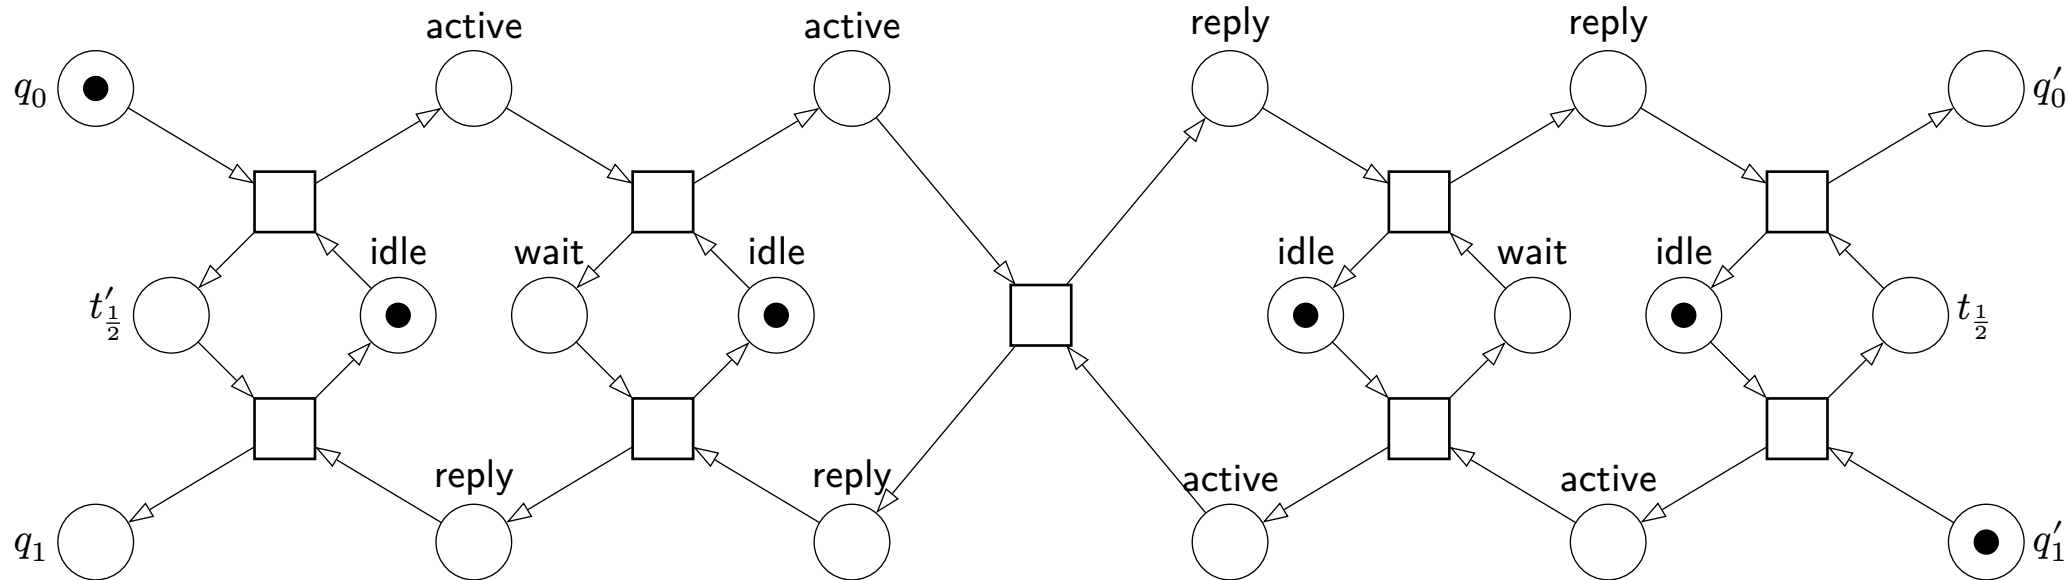 active active reply reply
q₀ q′₀
idle wait idle idle wait idle
t′½ t½
reply reply active active
q₁ q′₁